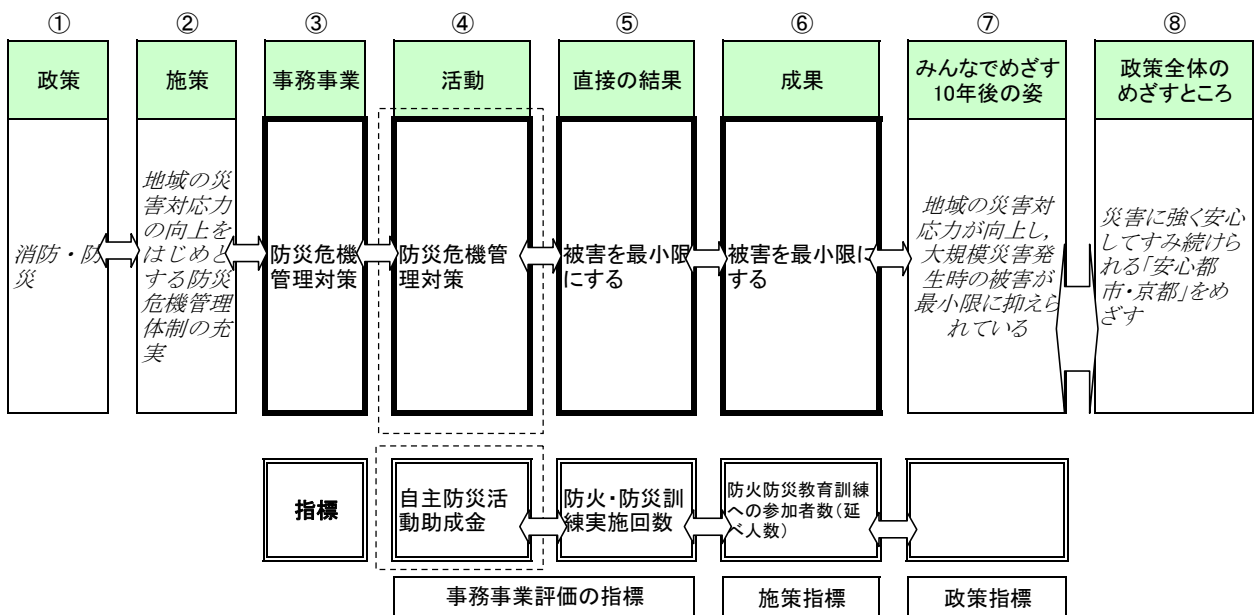 ① ② ③ ④ ⑤ ⑥ ⑦ ⑧
政策
施策
事務事業
活動
直接の結果
成果
みんなでめざす
10年後の姿
政策全体の
めざすところ
消防・防
災
地域の災
害対応力
の向上を
はじめと
する防災
危機管理
体制の充
実
防災危機
管理対策
防災危機管
理対策
被害を最小限
にする
被害を最小限に
する
地域の災害対
応力が向上し,
大規模災害発
生時の被害が
最小限に抑えら
れている
災害に強く安心
してすみ続けら
れる「安心都
市・京都」をめ
ざす
指標
自主防災活
動助成金
防火・防災訓
練実施回数
防火防災教育訓練
への参加者数(延
べ人数)
事務事業評価の指標
施策指標
政策指標